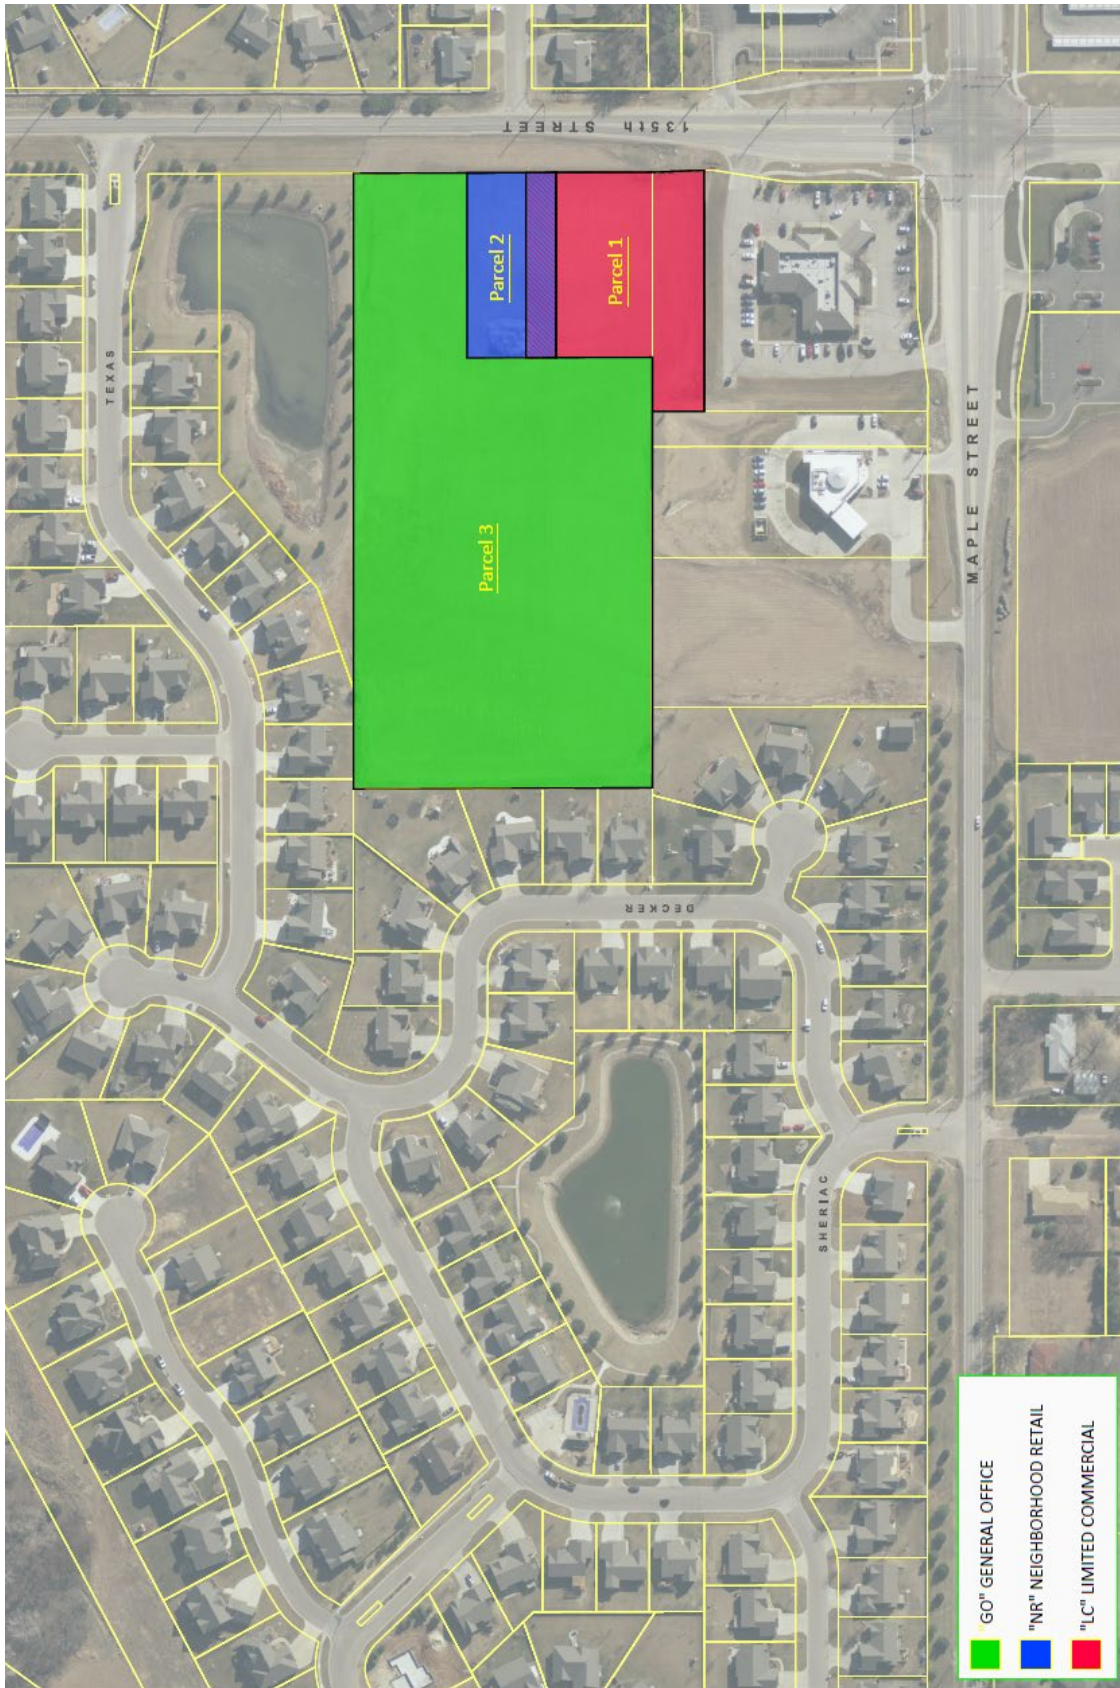 135th STREET
TEXAS
Parcel 2
Parcel 1
Parcel 3
MAPLE STREET
DECKER
SHERIAC
"GO" GENERAL OFFICE
"NR" NEIGHBORHOOD RETAIL
"LC" LIMITED COMMERCIAL